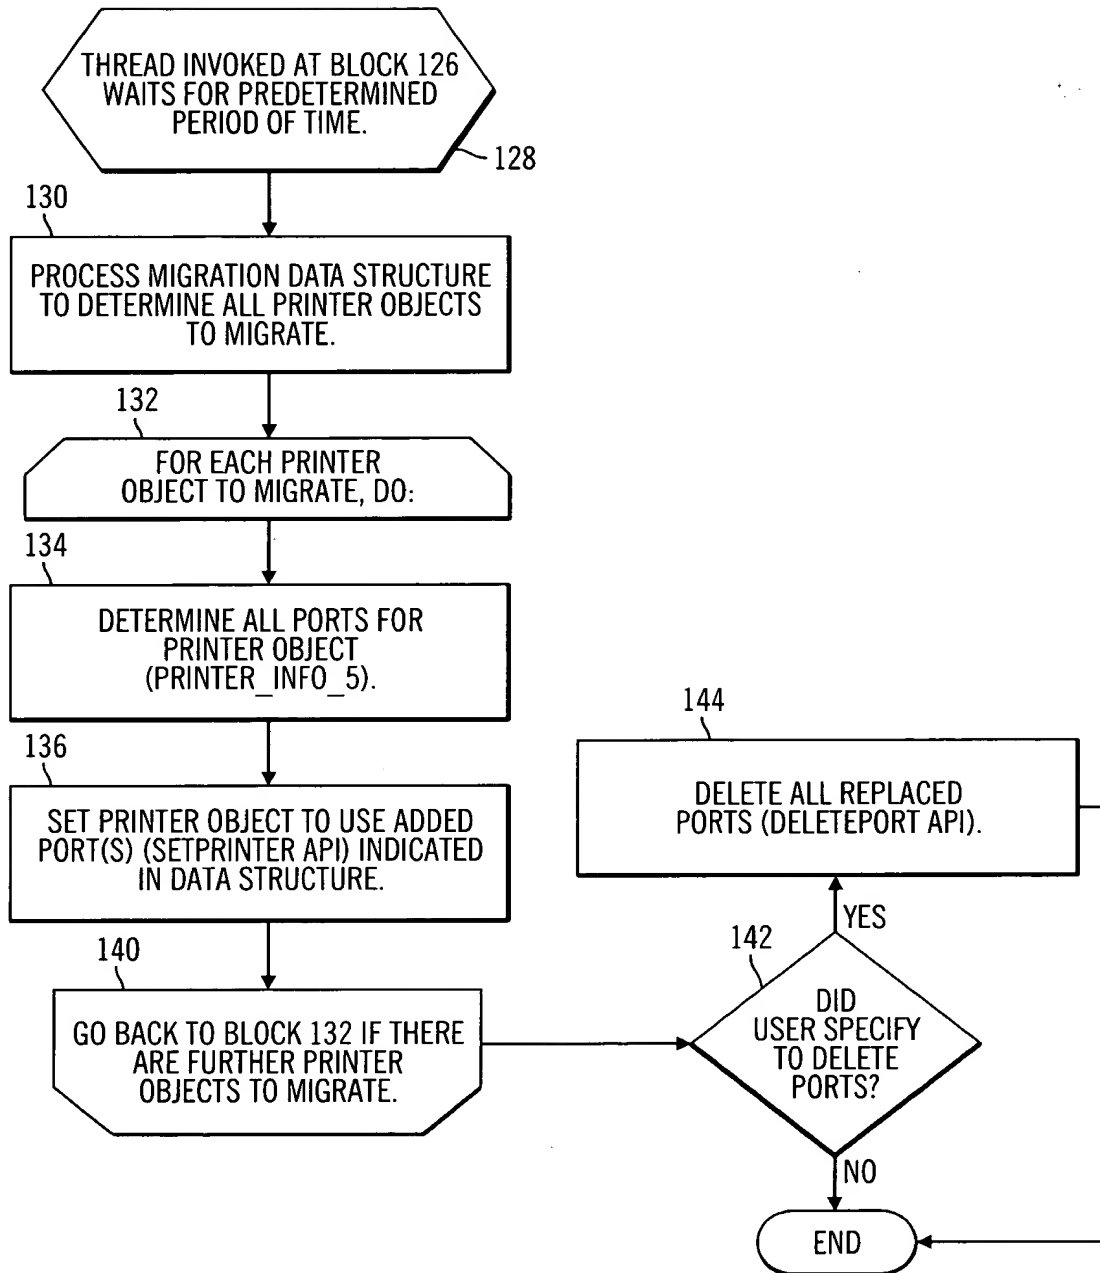 THREAD INVOKED AT BLOCK 126
WAITS FOR PREDETERMINED
PERIOD OF TIME.
128
130
PROCESS MIGRATION DATA STRUCTURE
TO DETERMINE ALL PRINTER OBJECTS
TO MIGRATE.
132
FOR EACH PRINTER
OBJECT TO MIGRATE, DO:
134
DETERMINE ALL PORTS FOR
PRINTER OBJECT
(PRINTER_INFO_5).
136
SET PRINTER OBJECT TO USE ADDED
PORT(S) (SETPRINTER API) INDICATED
IN DATA STRUCTURE.
140
GO BACK TO BLOCK 132 IF THERE
ARE FURTHER PRINTER
OBJECTS TO MIGRATE.
142
DID
USER SPECIFY
TO DELETE
PORTS?
YES
144
DELETE ALL REPLACED
PORTS (DELETEPORT API).
NO
END